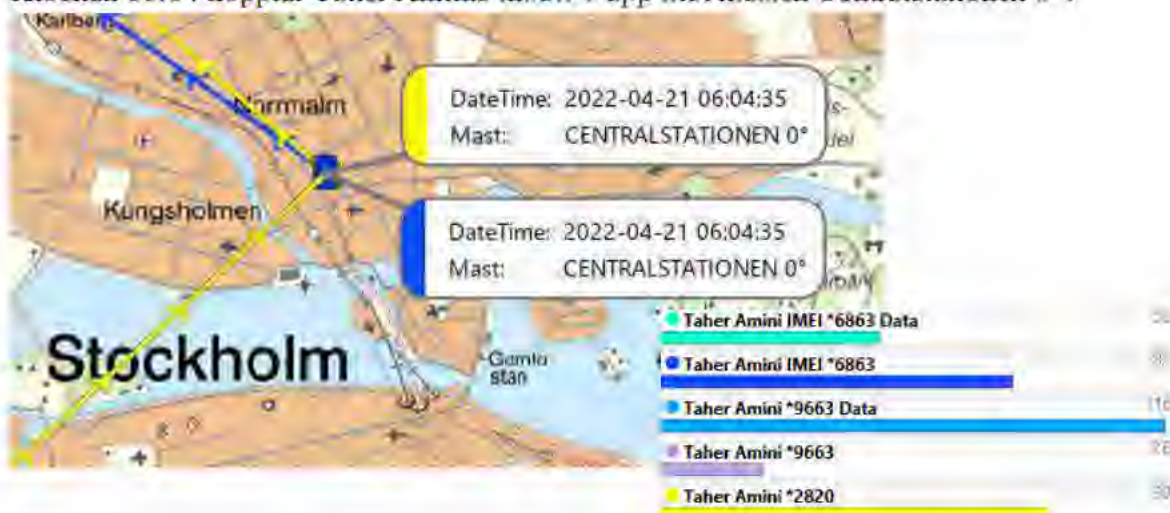 Karlberg
Norrmalm
DateTime: 2022-04-21 06:04:35
Mast: CENTRALSTATIONEN 0°
Kungsholmen
DateTime: 2022-04-21 06:04:35
Mast: CENTRALSTATIONEN 0°
Stockholm
Gamla
stan
Taher Amini IMEI *6863 Data
Taher Amini IMEI *6863
Taher Amini *9663 Data
Taher Amini *9663
Taher Amini *2820